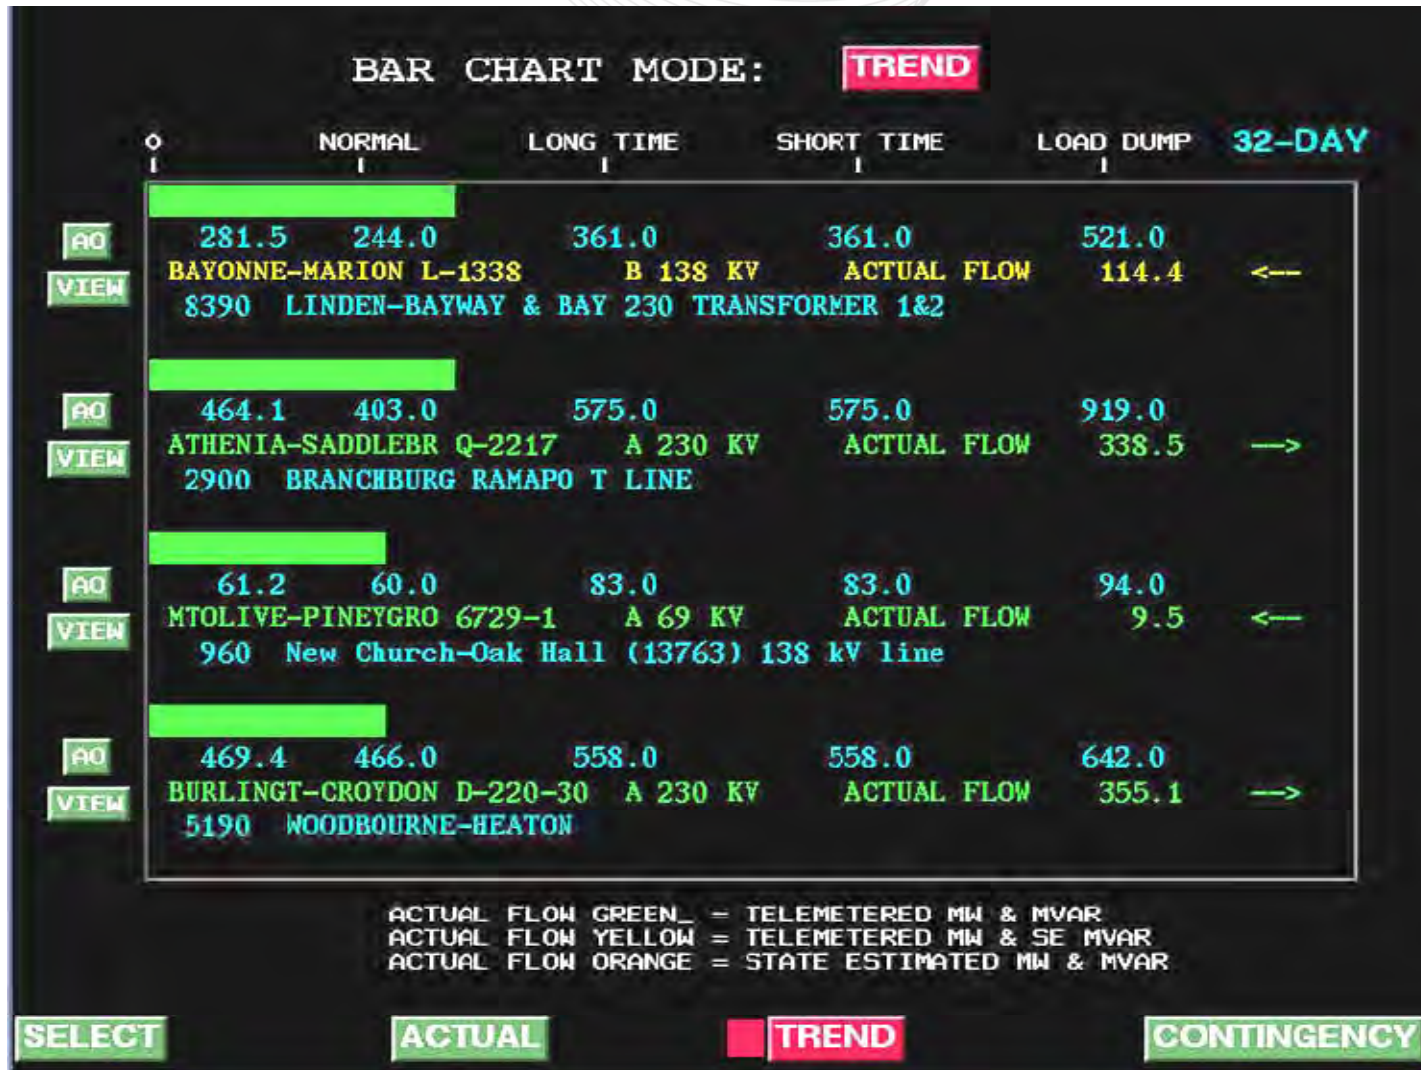 BAR CHART MODE: TREND
0 NORMAL LONG TIME SHORT TIME LOAD DUMP 32-DAY
AO 281.5 244.0 361.0 361.0 521.0
VIEW BAYONNE-MARION L-1338 B 138 KV ACTUAL FLOW 114.4 <--
8390 LINDEN-BAYWAY & BAY 230 TRANSFORMER 1&2
AO 464.1 403.0 575.0 575.0 919.0
VIEW ATHENIA-SADDLEBR Q-2217 A 230 KV ACTUAL FLOW 338.5 -->
2900 BRANCHBURG RAMAPO T LINE
AO 61.2 60.0 83.0 83.0 94.0
VIEW MTOLIVE-PINEYGRO 6729-1 A 69 KV ACTUAL FLOW 9.5 <--
960 New Church-Oak Hall (13763) 138 kV line
AO 469.4 466.0 558.0 558.0 642.0
VIEW BURLINGT-CROYDON D-220-30 A 230 KV ACTUAL FLOW 355.1 -->
5190 WOODBOURNE-HEATON
ACTUAL FLOW GREEN_ = TELEMETERED MW & MVAR
ACTUAL FLOW YELLOW = TELEMETERED MW & SE MVAR
ACTUAL FLOW ORANGE = STATE ESTIMATED MW & MVAR
SELECT ACTUAL TREND CONTINGENCY